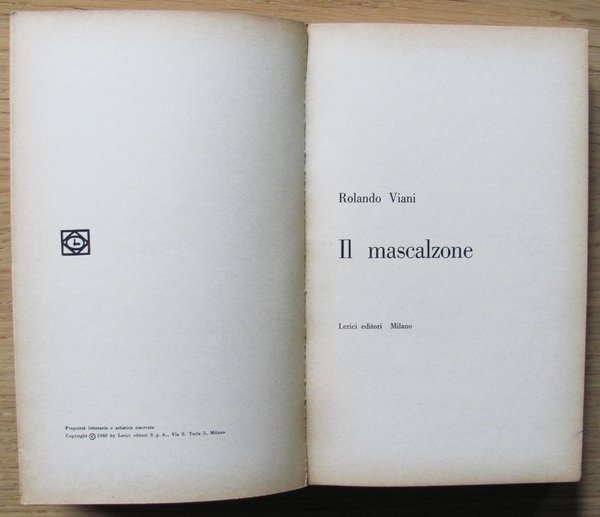 Proprietà letteraria e artistica riservata
Copyright © 1960 by Lerici editori S. p. A., Via S. Tecla 5, Milano
Rolando Viani
Il mascalzone
Lerici editori Milano